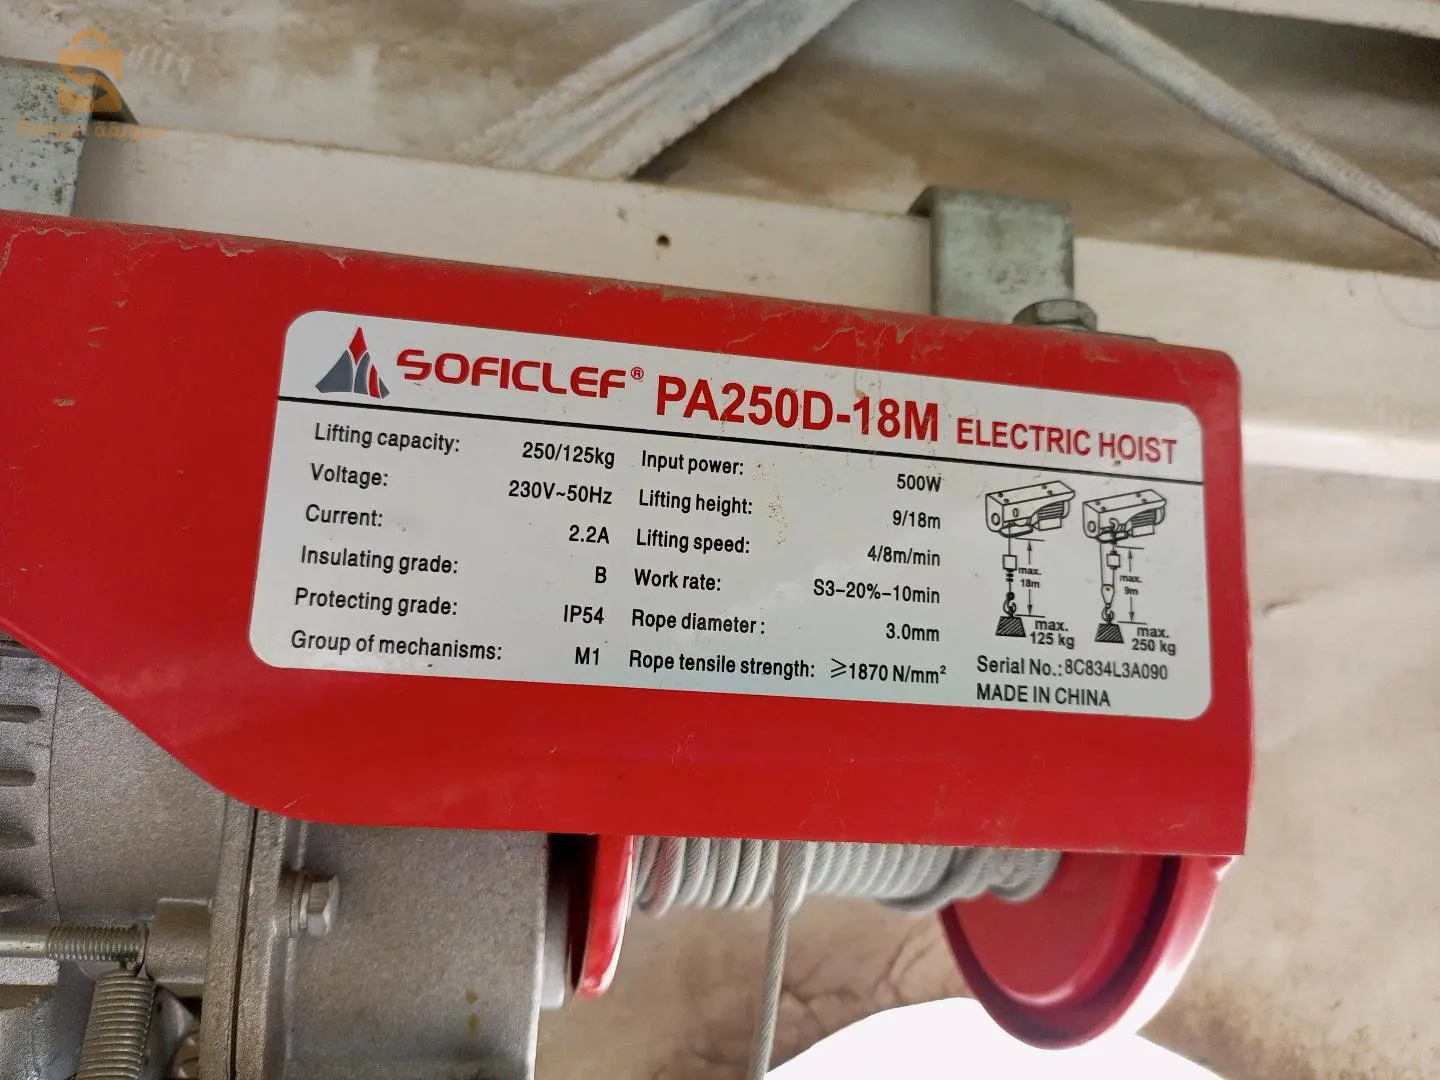 سويقة
SOFICLEF® PA250D-18M ELECTRIC HOIST
Lifting capacity: 250/125kg
Voltage: 230V~50Hz
Current: 2.2A
Insulating grade: B
Protecting grade: IP54
Group of mechanisms: M1
Input power: 500W
Lifting height: 9/18m
Lifting speed: 4/8m/min
Work rate: S3-20%-10min
Rope diameter: 3.0mm
Rope tensile strength: ≥1870 N/mm²
max. 18m
max. 125 kg
max. 9m
max. 250 kg
Serial No.: 8C834L3A090
MADE IN CHINA